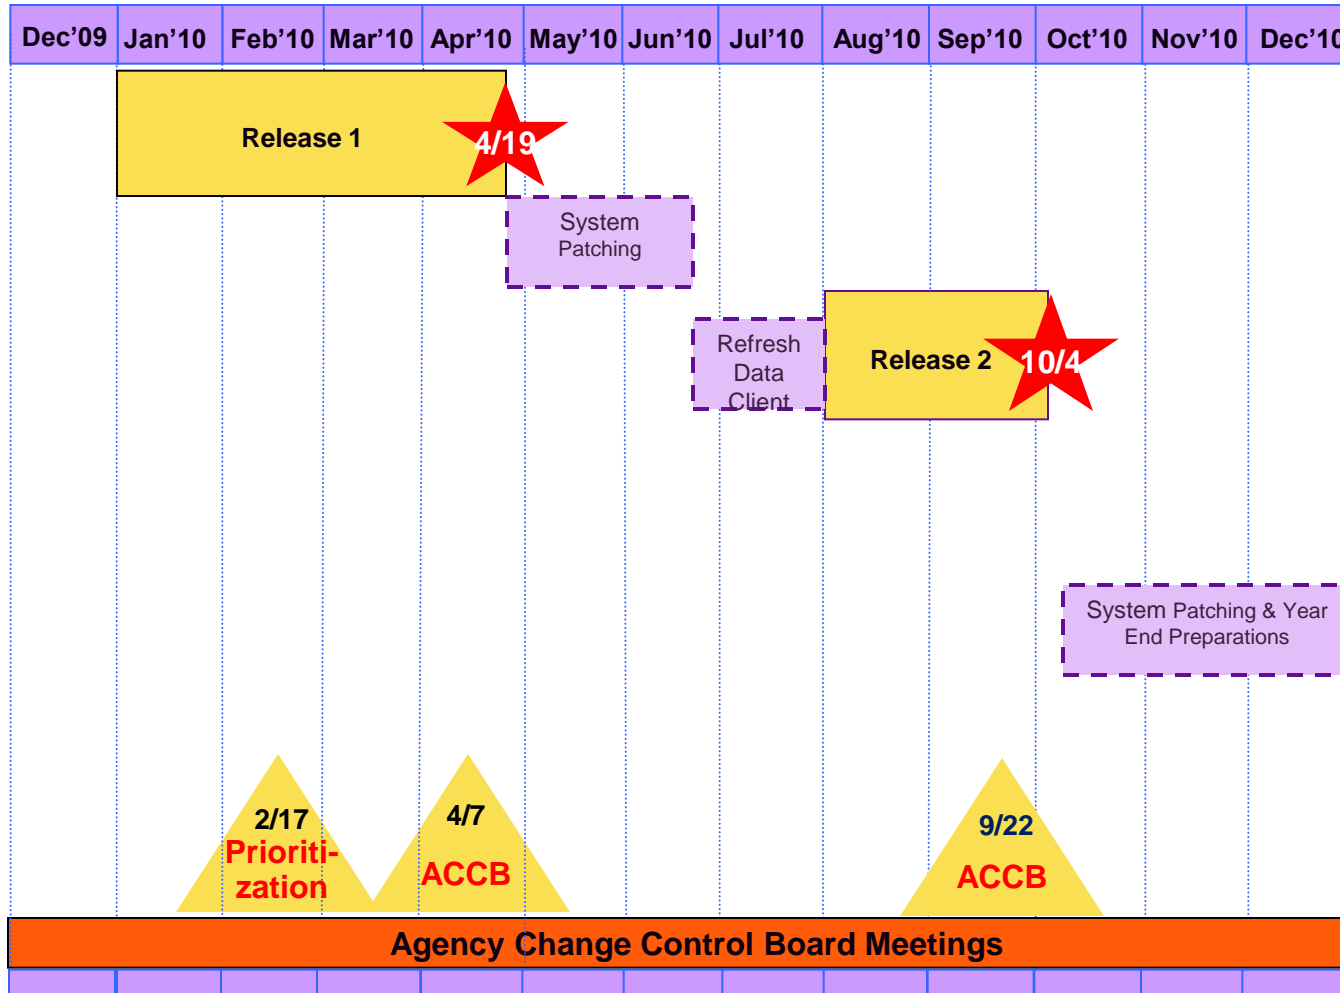 Dec’09 Jan’10 Feb’10 Mar’10 Apr’10 May’10 Jun’10 Jul’10 Aug’10 Sep’10 Oct’10 Nov’10 Dec’10
Release 1
4/19
System
Patching
Refresh
Data
Client
Release 2
10/4
System Patching & Year
End Preparations
2/17
Prioriti-
zation
4/7
ACCB
9/22
ACCB
Agency Change Control Board Meetings